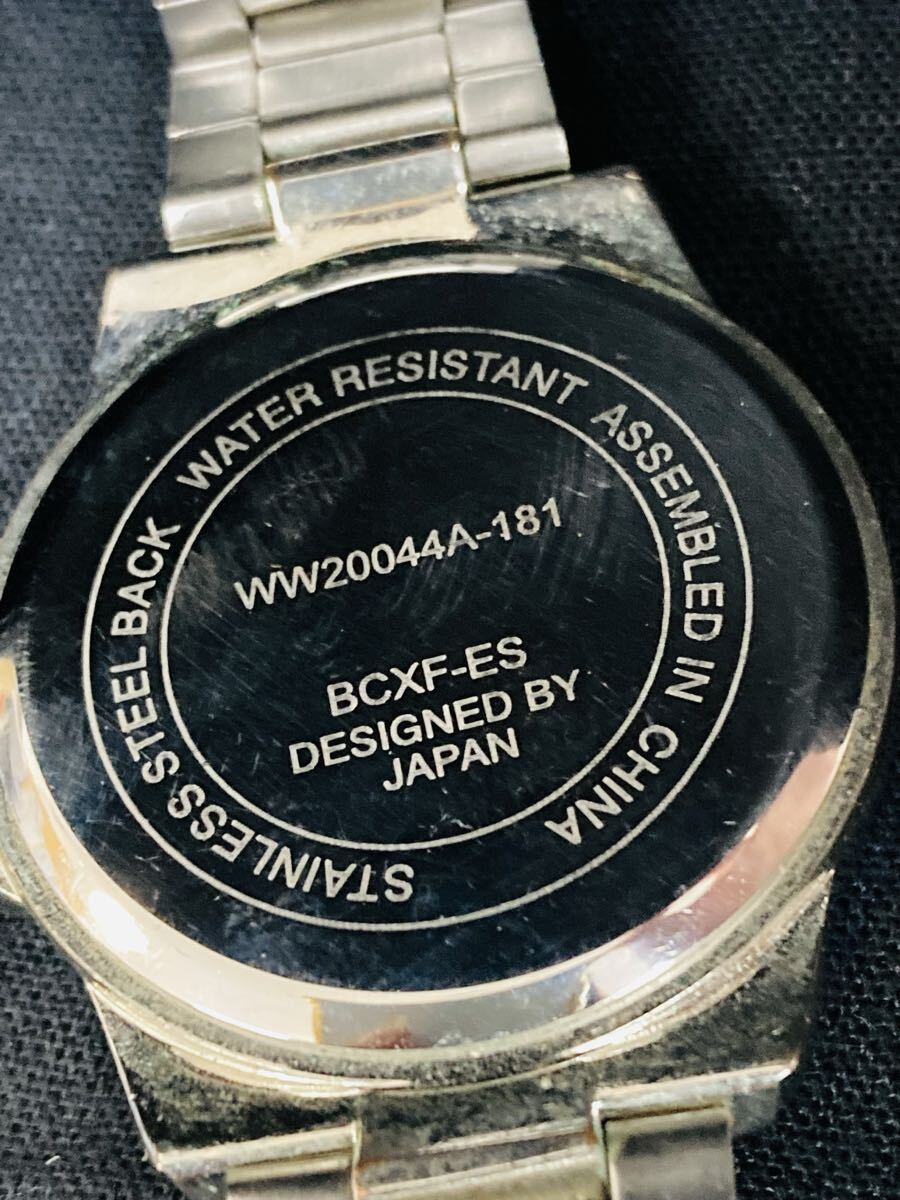 STAINLESS STEEL BACK WATER RESISTANT ASSEMBLED IN CHINA
WW20044A-181
BCXF-ES
DESIGNED BY
JAPAN